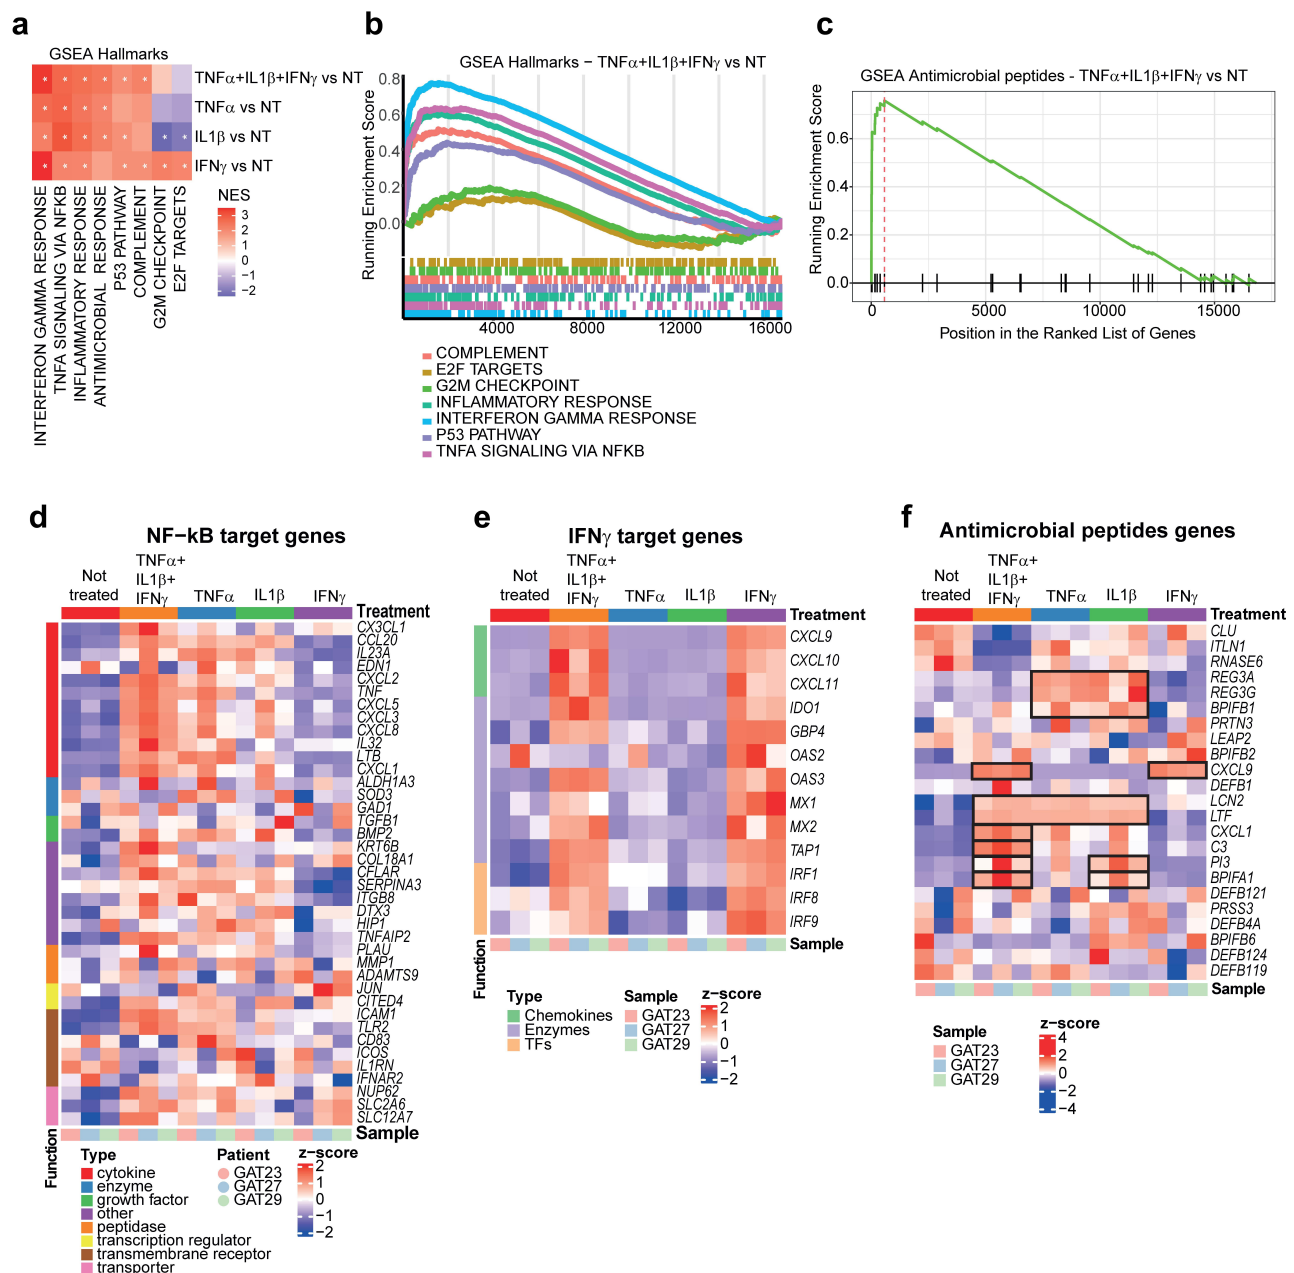 a
GSEA Hallmarks
TNFα+IL1β+IFNγ vs NT
TNFα vs NT
IL1β vs NT
IFNγ vs NT
INTERFERON GAMMA RESPONSE
TNFA SIGNALING VIA NFKB
INFLAMMATORY RESPONSE
ANTIMICROBIAL RESPONSE
P53 PATHWAY
COMPLEMENT
G2M CHECKPOINT
E2F TARGETS
NES
3
2
1
0
−1
−2
b
GSEA Hallmarks − TNFα+IL1β+IFNγ vs NT
Running Enrichment Score
0.8
0.6
0.4
0.2
0.0
4000
8000
12000
16000
COMPLEMENT
E2F TARGETS
G2M CHECKPOINT
INFLAMMATORY RESPONSE
INTERFERON GAMMA RESPONSE
P53 PATHWAY
TNFA SIGNALING VIA NFKB
c
GSEA Antimicrobial peptides - TNFα+IL1β+IFNγ vs NT
Running Enrichment Score
0.6
0.4
0.2
0.0
0
5000
10000
15000
Position in the Ranked List of Genes
d
NF−kB target genes
Not
treated
TNFα+
IL1β+
IFNγ
TNFα
IL1β
IFNγ
Treatment
CX3CL1
CCL20
IL23A
EDN1
CXCL2
TNF
CXCL5
CXCL3
CXCL8
IL32
LTB
CXCL1
ALDH1A3
SOD3
GAD1
TGFB1
BMP2
KRT6B
COL18A1
CFLAR
SERPINA3
ITGB8
DTX3
HIP1
TNFAIP2
PLAU
MMP1
ADAMTS9
JUN
CITED4
ICAM1
TLR2
CD83
ICOS
IL1RN
IFNAR2
NUP62
SLC2A6
SLC12A7
Sample
Function
Type
cytokine
enzyme
growth factor
other
peptidase
transcription regulator
transmembrane receptor
transporter
Patient
GAT23
GAT27
GAT29
z−score
2
1
0
−1
−2
e
IFNγ target genes
Not
treated
TNFα+
IL1β+
IFNγ
TNFα
IL1β
IFNγ
Treatment
CXCL9
CXCL10
CXCL11
IDO1
GBP4
OAS2
OAS3
MX1
MX2
TAP1
IRF1
IRF8
IRF9
Sample
Function
Type
Chemokines
Enzymes
TFs
Sample
GAT23
GAT27
GAT29
z−score
2
1
0
−1
−2
f
Antimicrobial peptides genes
Not
treated
TNFα+
IL1β+
IFNγ
TNFα
IL1β
IFNγ
Treatment
CLU
ITLN1
RNASE6
REG3A
REG3G
BPIFB1
PRTN3
LEAP2
BPIFB2
CXCL9
DEFB1
LCN2
LTF
CXCL1
C3
PI3
BPIFA1
DEFB121
PRSS3
DEFB4A
BPIFB6
DEFB124
DEFB119
Sample
Sample
GAT23
GAT27
GAT29
z−score
4
2
0
−2
−4